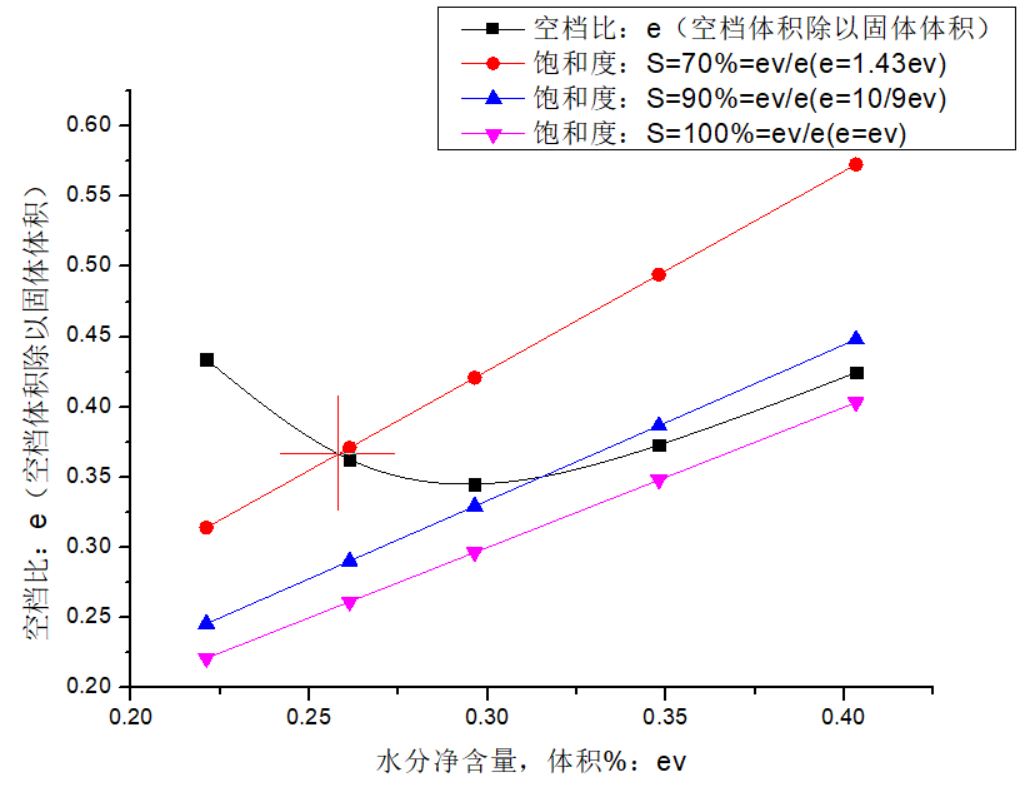 空档比：e（空档体积除以固体体积）
饱和度：S=70%=ev/e(e=1.43ev)
饱和度：S=90%=ev/e(e=10/9ev)
饱和度：S=100%=ev/e(e=ev)
0.60
0.55
0.50
0.45
0.40
0.35
0.30
0.25
0.20
空档比：e（空档体积除以固体体积）
0.20 0.25 0.30 0.35 0.40
水分净含量，体积%：ev